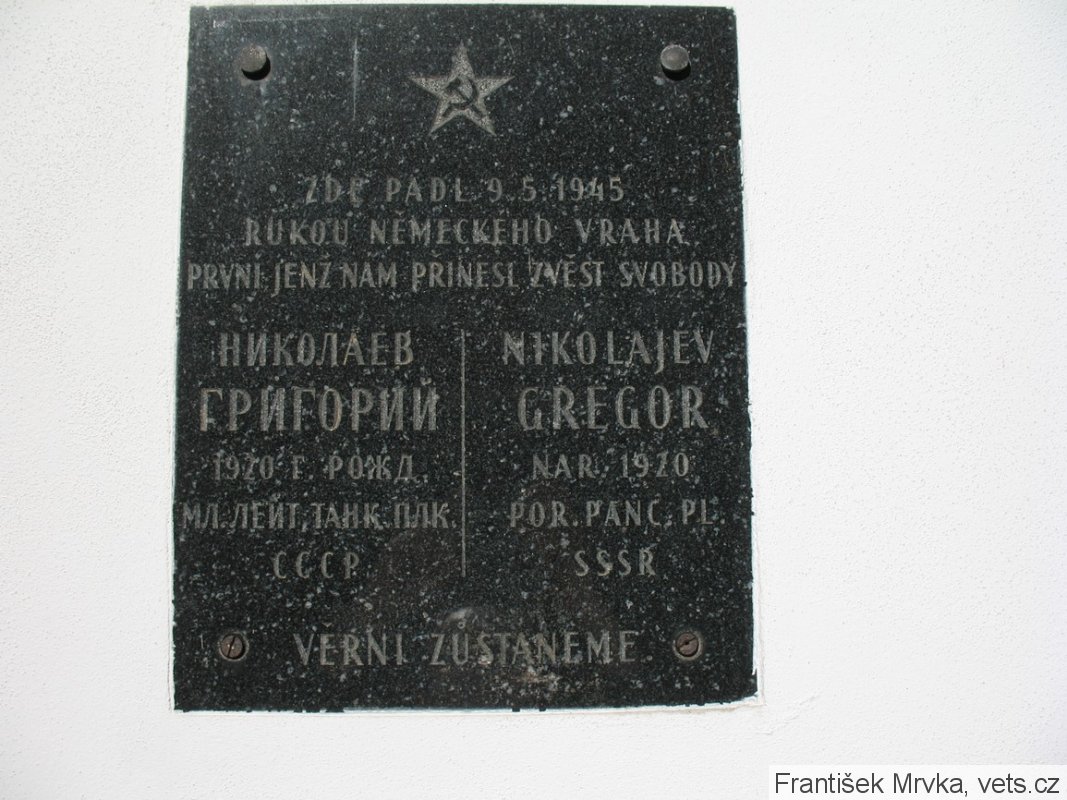 ZDE PADL 9.5.1945
RUKOU NĚMECKÉHO VRAHA
PRVNÍ JENŽ NÁM PŘINESL ZVĚST SVOBODY
НИКОЛАЕВ
ГРИГОРИЙ
1920 Г. РОЖД.
МЛ.ЛЕЙТ.ТАНК.ПЛК.
СССР
NIKOLAJEV
GREGOR
NAR. 1920
POR. PANC. PL.
SSSR
VĚRNI ZŮSTANEME
František Mrvka, vets.cz